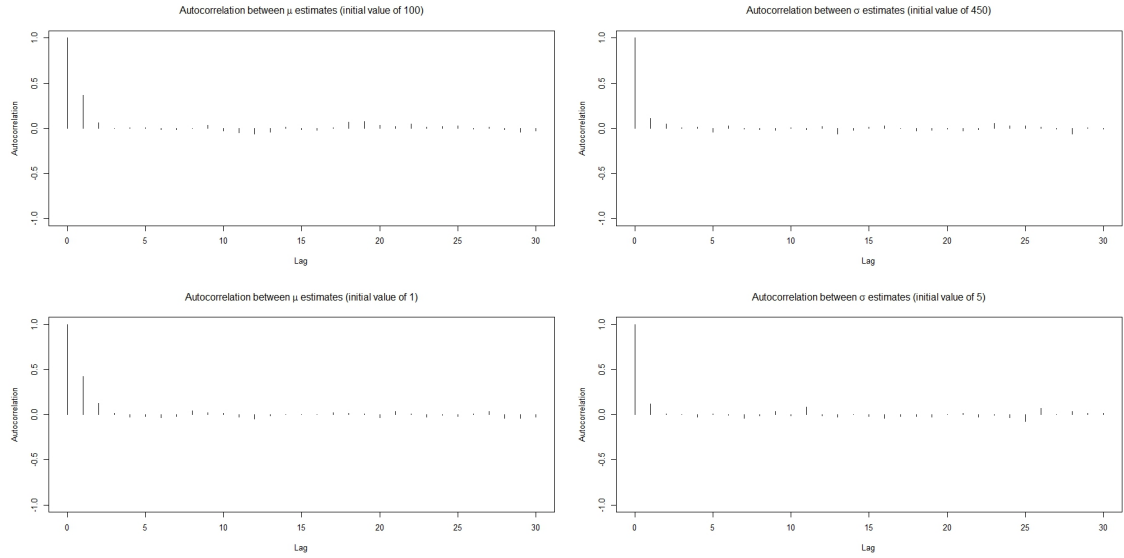 Autocorrelation between μ estimates (initial value of 100)
1.0
0.5
0.0
-0.5
-1.0
Autocorrelation
0 5 10 15 20 25 30
Lag
Autocorrelation between σ estimates (initial value of 450)
1.0
0.5
0.0
-0.5
-1.0
Autocorrelation
0 5 10 15 20 25 30
Lag
Autocorrelation between μ estimates (initial value of 1)
1.0
0.5
0.0
-0.5
-1.0
Autocorrelation
0 5 10 15 20 25 30
Lag
Autocorrelation between σ estimates (initial value of 5)
1.0
0.5
0.0
-0.5
-1.0
Autocorrelation
0 5 10 15 20 25 30
Lag